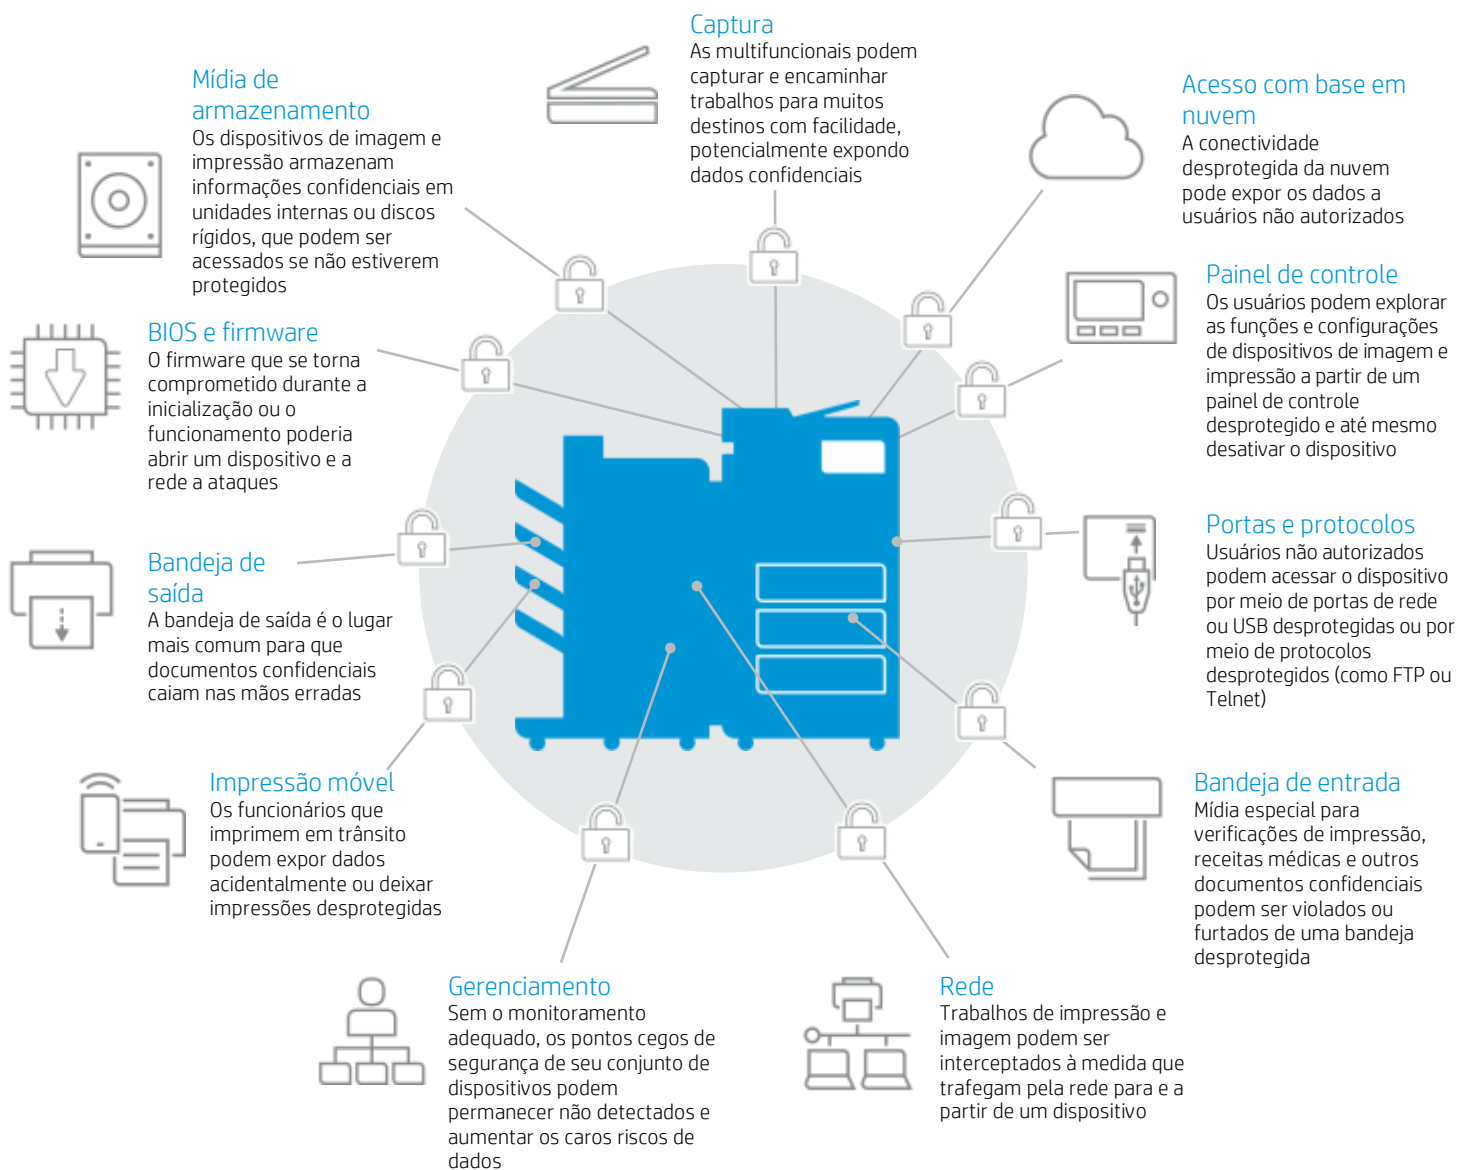 Captura
As multifuncionais podem
capturar e encaminhar
trabalhos para muitos
destinos com facilidade,
potencialmente expondo
dados confidenciais
Mídia de
armazenamento
Os dispositivos de imagem e
impressão armazenam
informações confidenciais em
unidades internas ou discos
rígidos, que podem ser
acessados se não estiverem
protegidos
Acesso com base em
nuvem
A conectividade
desprotegida da nuvem
pode expor os dados a
usuários não autorizados
BIOS e firmware
O firmware que se torna
comprometido durante a
inicialização ou o
funcionamento poderia
abrir um dispositivo e a
rede a ataques
Painel de controle
Os usuários podem explorar
as funções e configurações
de dispositivos de imagem e
impressão a partir de um
painel de controle
desprotegido e até mesmo
desativar o dispositivo
Bandeja de
saída
A bandeja de saída é o lugar
mais comum para que
documentos confidenciais
caiam nas mãos erradas
Portas e protocolos
Usuários não autorizados
podem acessar o dispositivo
por meio de portas de rede
ou USB desprotegidas ou por
meio de protocolos
desprotegidos (como FTP ou
Telnet)
Impressão móvel
Os funcionários que
imprimem em trânsito
podem expor dados
acidentalmente ou deixar
impressões desprotegidas
Bandeja de entrada
Mídia especial para
verificações de impressão,
receitas médicas e outros
documentos confidenciais
podem ser violados ou
furtados de uma bandeja
desprotegida
Gerenciamento
Sem o monitoramento
adequado, os pontos cegos de
segurança de seu conjunto de
dispositivos podem
permanecer não detectados e
aumentar os caros riscos de
dados
Rede
Trabalhos de impressão e
imagem podem ser
interceptados à medida que
trafegam pela rede para e a
partir de um dispositivo